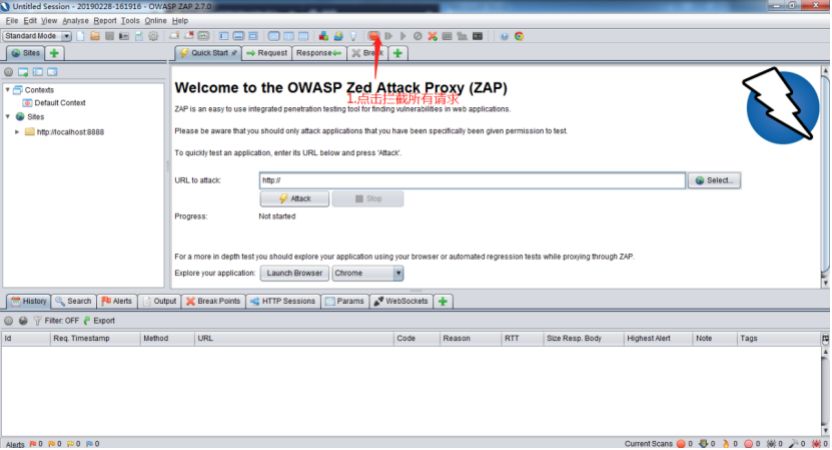 Untitled Session - 20190228-161916 - OWASP ZAP 2.7.0
File Edit View Analyse Report Tools Online Help
Standard Mode
Sites
Quick Start Request Response Break
Contexts
Default Context
Sites
http://localhost:8888
Welcome to the OWASP Zed Attack Proxy (ZAP)
1.点击拦截所有请求
ZAP is an easy to use integrated penetration testing tool for finding vulnerabilities in web applications.
Please be aware that you should only attack applications that you have been specifically been given permission to test.
To quickly test an application, enter its URL below and press 'Attack'.
URL to attack: http:// Select...
Attack Stop
Progress: Not started
For a more in depth test you should explore your application using your browser or automated regression tests while proxying through ZAP.
Explore your application: Launch Browser Chrome
History Search Alerts Output Break Points HTTP Sessions Params WebSockets
Filter: OFF Export
Id Req. Timestamp Method URL Code Reason RTT Size Resp. Body Highest Alert Note Tags
Alerts 0 0 0 0 Current Scans 0 0 0 0 0 0 0